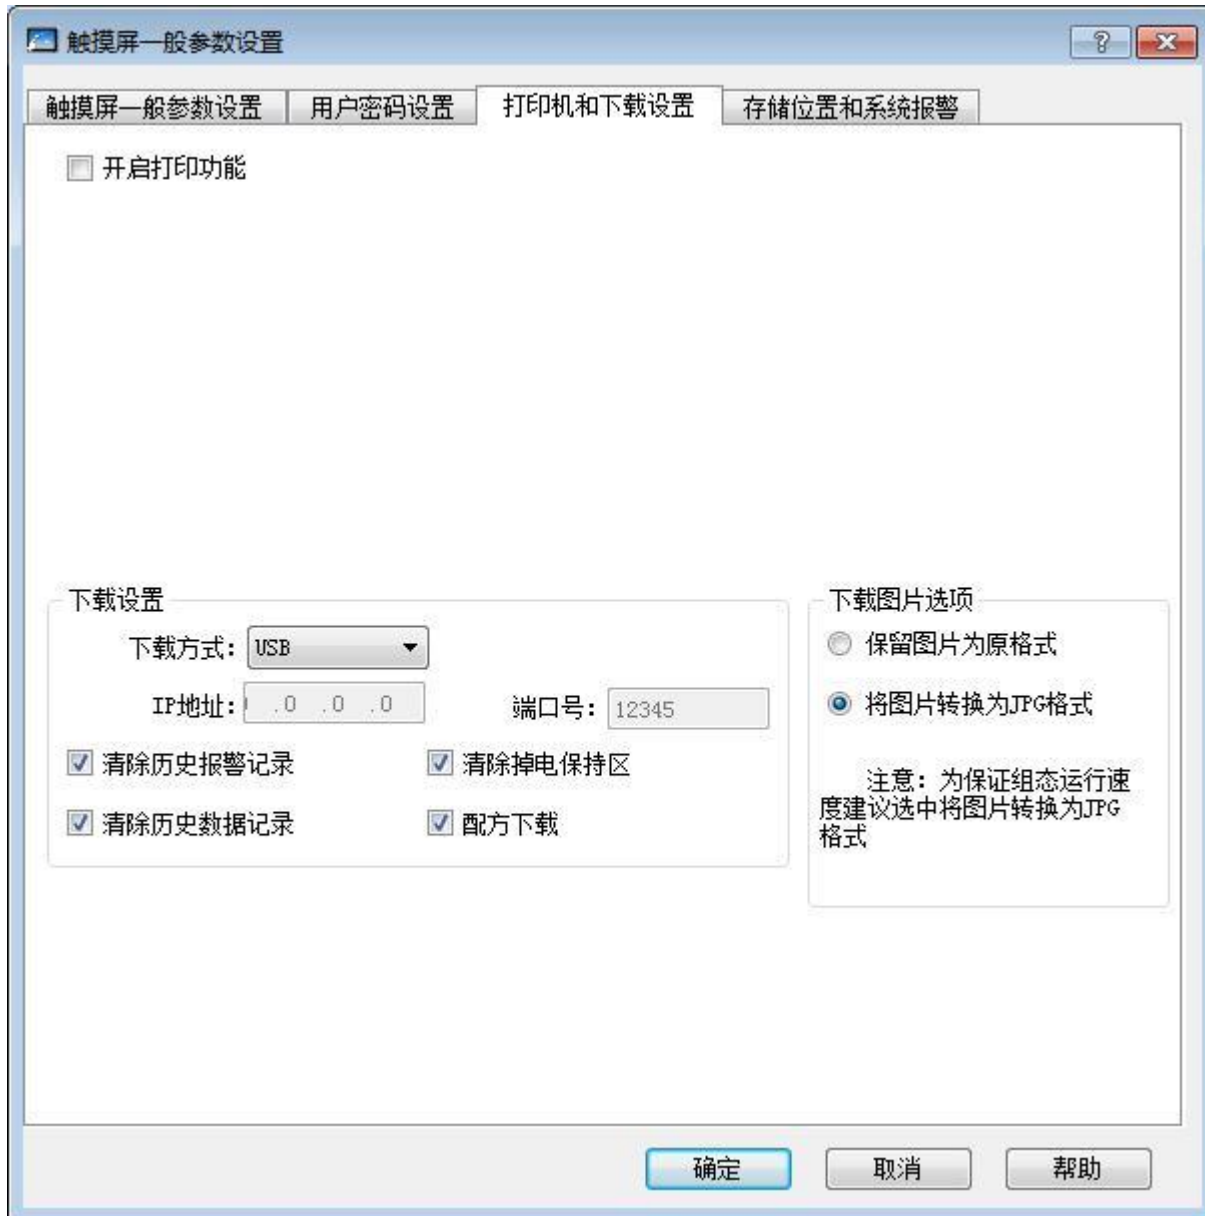 触摸屏一般参数设置
触摸屏一般参数设置 用户密码设置 打印机和下载设置 存储位置和系统报警
开启打印功能
下载设置
下载方式: USB
IP地址: .0 .0 .0 端口号: 12345
清除历史报警记录 清除掉电保持区
清除历史数据记录 配方下载
下载图片选项
保留图片为原格式
将图片转换为JPG格式
注意: 为保证组态运行速
度建议选中将图片转换为JPG
格式
确定 取消 帮助